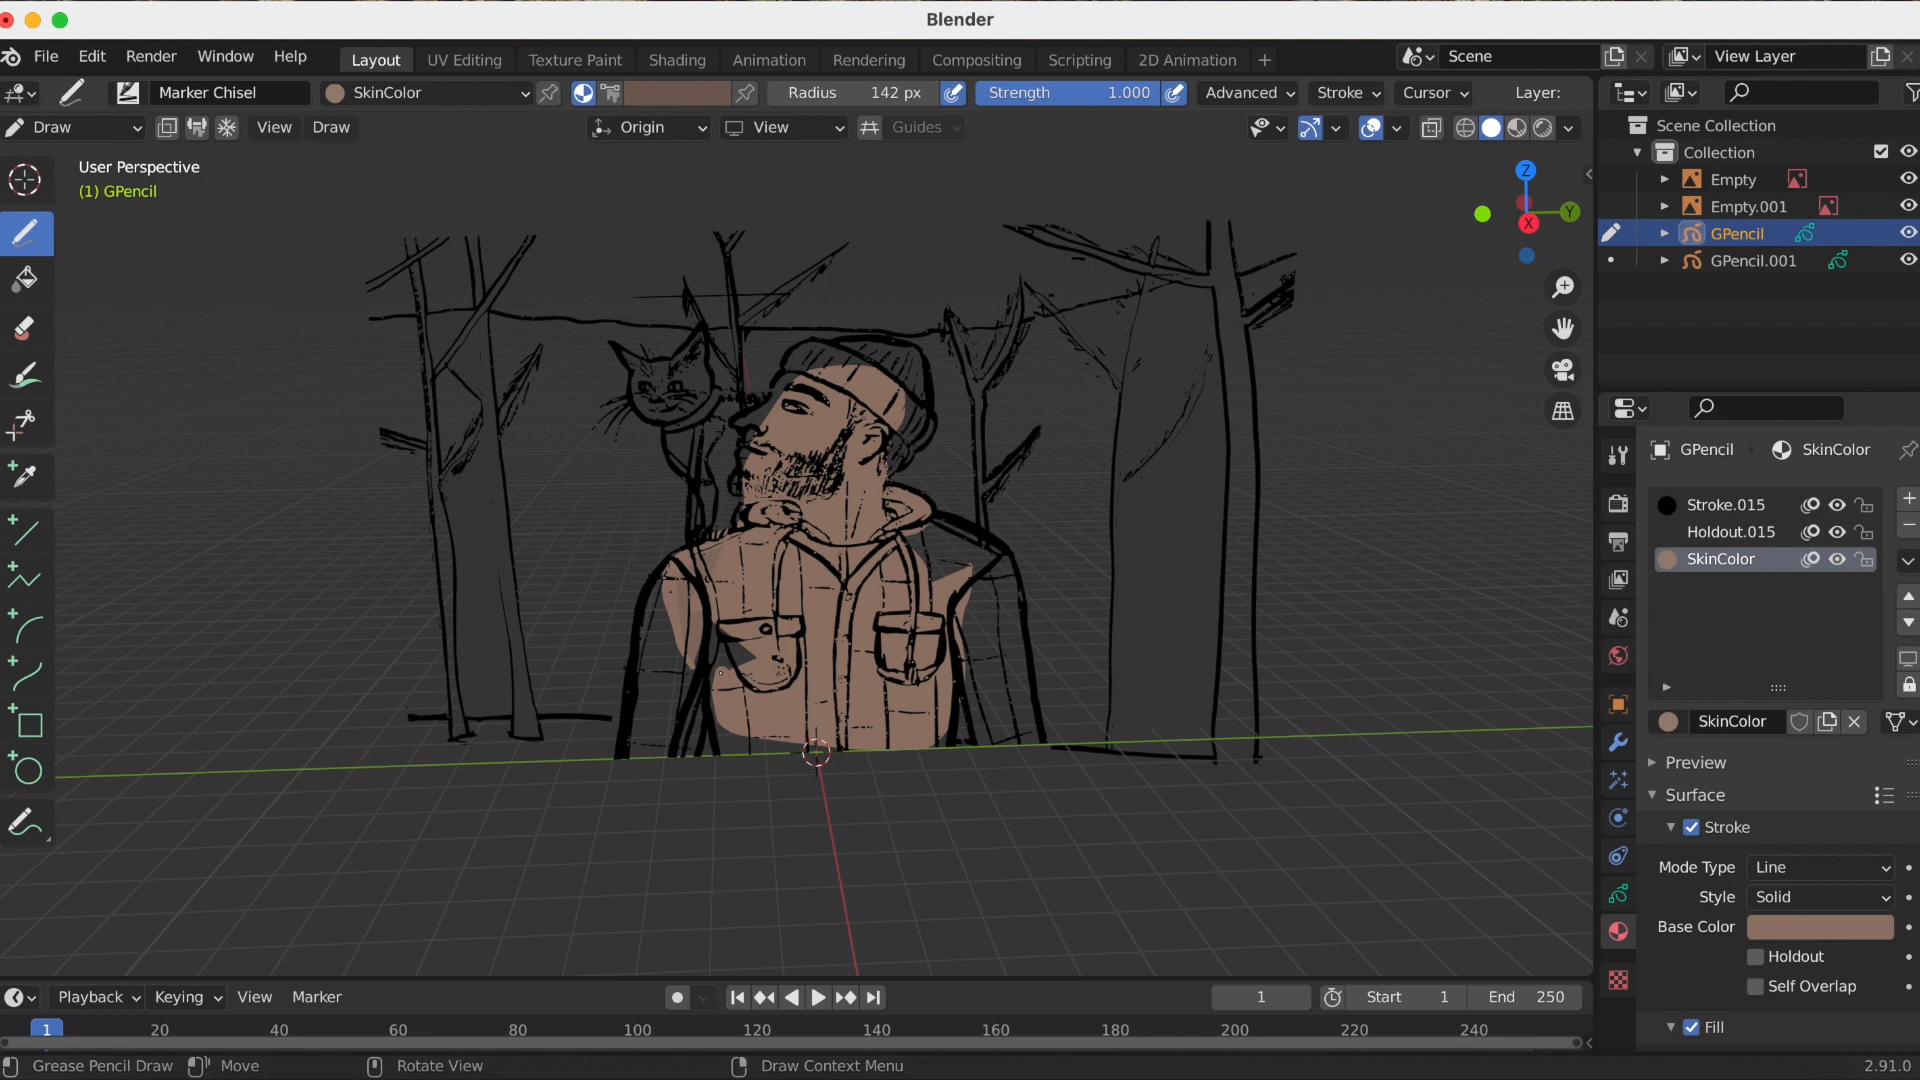 Blender
File Edit Render Window Help Layout UV Editing Texture Paint Shading Animation Rendering Compositing Scripting 2D Animation + Scene View Layer
Marker Chisel SkinColor Radius 142 px Strength 1.000 Advanced Stroke Cursor Layer:
Draw View Draw Origin View Guides
User Perspective
(1) GPencil
Z
Y
X
Scene Collection
Collection
Empty
Empty.001
GPencil
GPencil.001
GPencil SkinColor
Stroke.015
Holdout.015
SkinColor
SkinColor
Preview
Surface
Stroke
Mode Type Line
Style Solid
Base Color
Holdout
Self Overlap
Fill
Playback Keying View Marker 1 Start 1 End 250
1 20 40 60 80 100 120 140 160 180 200 220 240
Grease Pencil Draw Move Rotate View Draw Context Menu 2.91.0